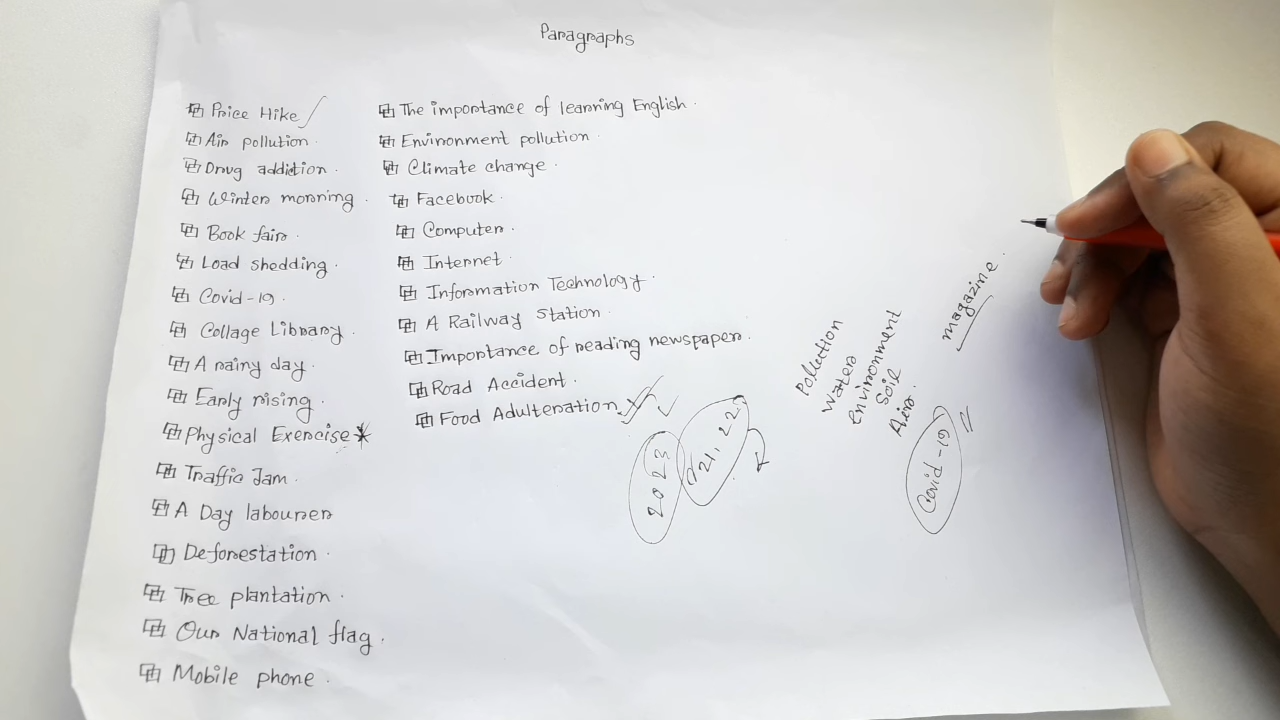 Paragraphs
Price Hike
Air pollution.
Drug addiction.
Winter morning.
Book fair.
Load shedding.
Covid-19.
Collage Library.
A rainy day.
Early rising.
Physical Exercise
Traffic Jam.
A Day labourer
Deforestation.
Tree plantation.
Our National flag.
Mobile phone.
The importance of learning English.
Environment pollution.
Climate change.
Facebook.
Computer.
Internet.
Information Technology.
A Railway station.
Importance of reading newspaper.
Road Accident.
Food Adulteration
2023
21, 22
Pollution
Water
environment
Soil
Air.
Covid-19
magazine.